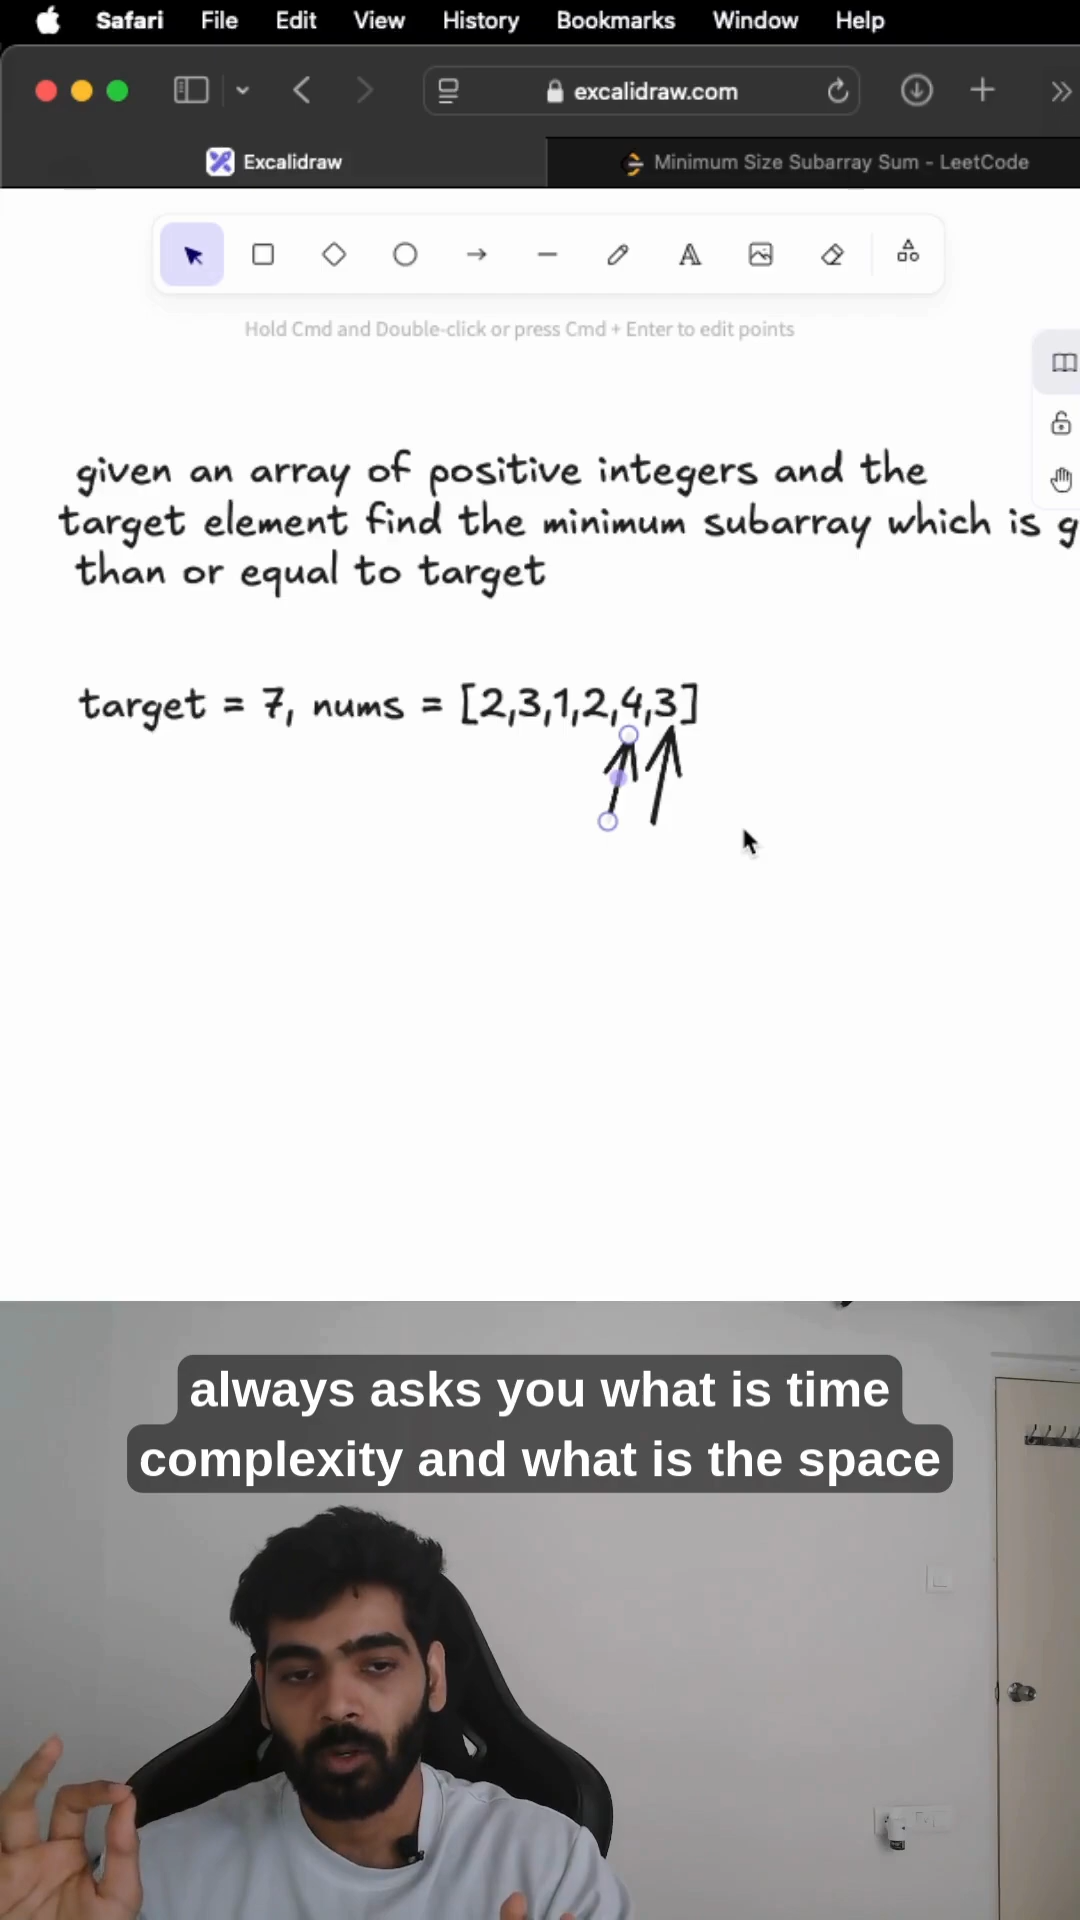 Safari File Edit View History Bookmarks Window Help
excalidraw.com
Excalidraw
Minimum Size Subarray Sum - LeetCode
Hold Cmd and Double-click or press Cmd + Enter to edit points
given an array of positive integers and the
target element find the minimum subarray which is g
than or equal to target
target = 7, nums = [2,3,1,2,4,3]
always asks you what is time
complexity and what is the space